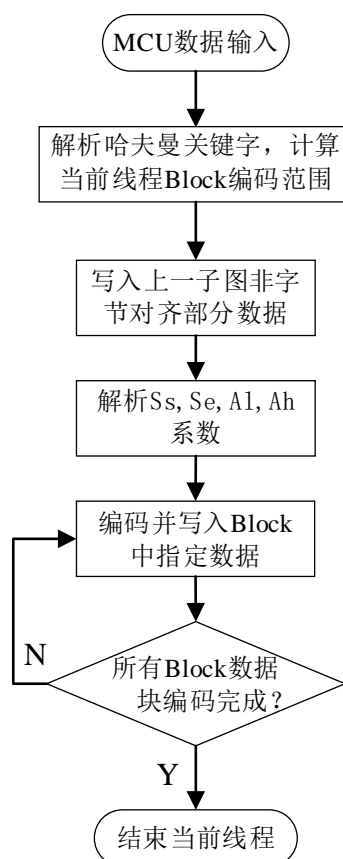 MCU数据输入
解析哈夫曼关键字，计算
当前线程Block编码范围
写入上一子图非字
节对齐部分数据
解析Ss,Se,Al,Ah
系数
编码并写入Block
中指定数据
N
所有Block数据
块编码完成？
Y
结束当前线程